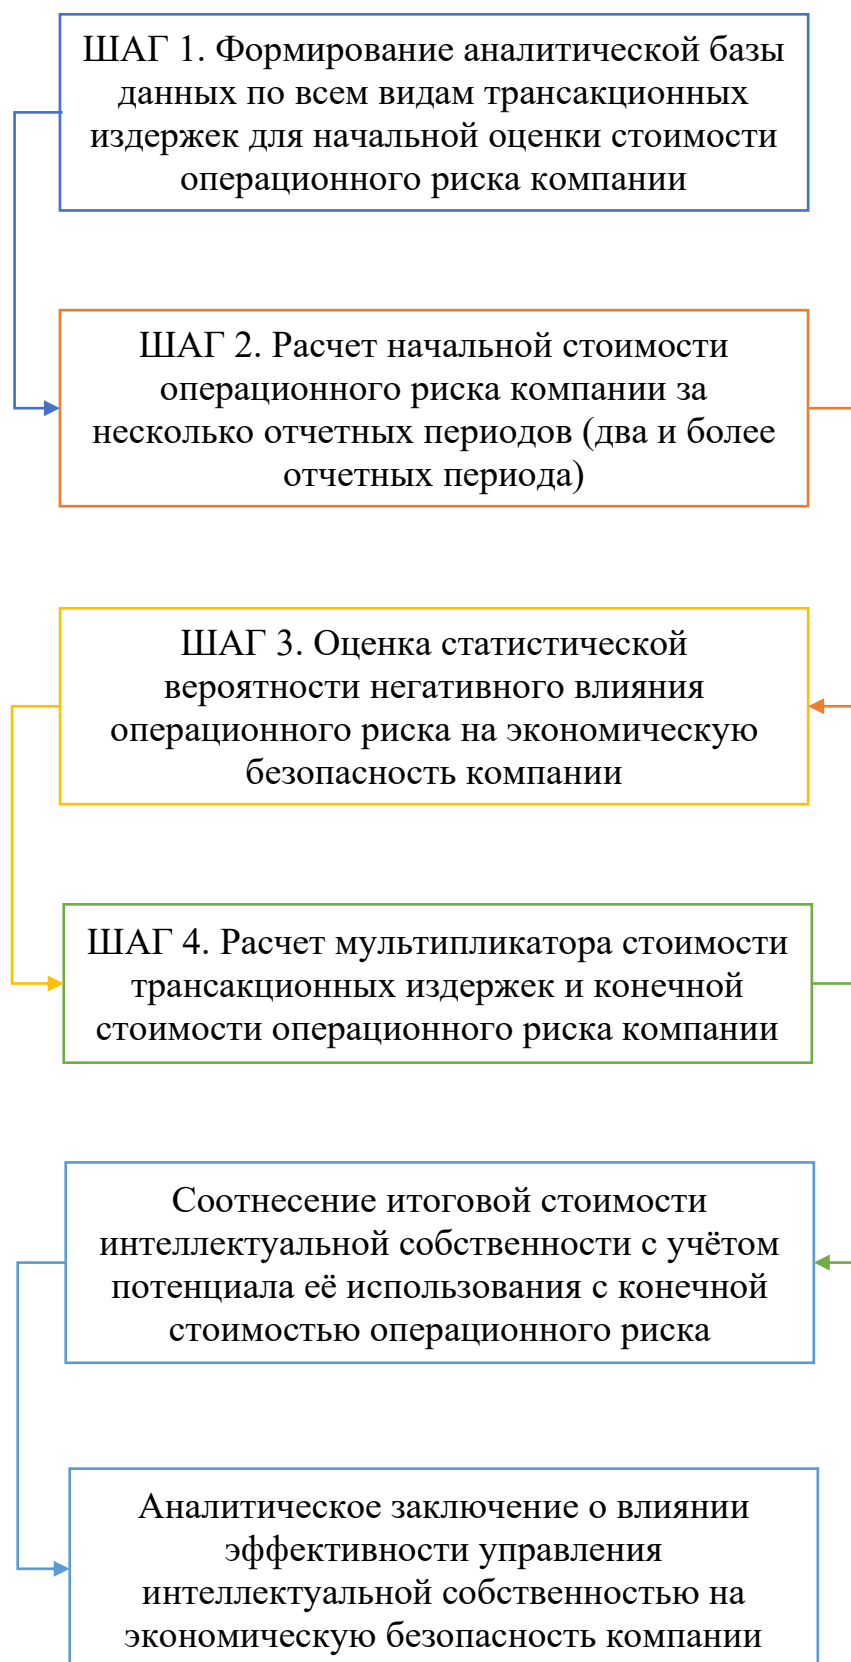 ШАГ 1. Формирование аналитической базы
данных по всем видам трансакционных
издержек для начальной оценки стоимости
операционного риска компании
ШАГ 2. Расчет начальной стоимости
операционного риска компании за
несколько отчетных периодов (два и более
отчетных периода)
ШАГ 3. Оценка статистической
вероятности негативного влияния
операционного риска на экономическую
безопасность компании
ШАГ 4. Расчет мультипликатора стоимости
трансакционных издержек и конечной
стоимости операционного риска компании
Соотнесение итоговой стоимости
интеллектуальной собственности с учётом
потенциала её использования с конечной
стоимостью операционного риска
Аналитическое заключение о влиянии
эффективности управления
интеллектуальной собственностью на
экономическую безопасность компании